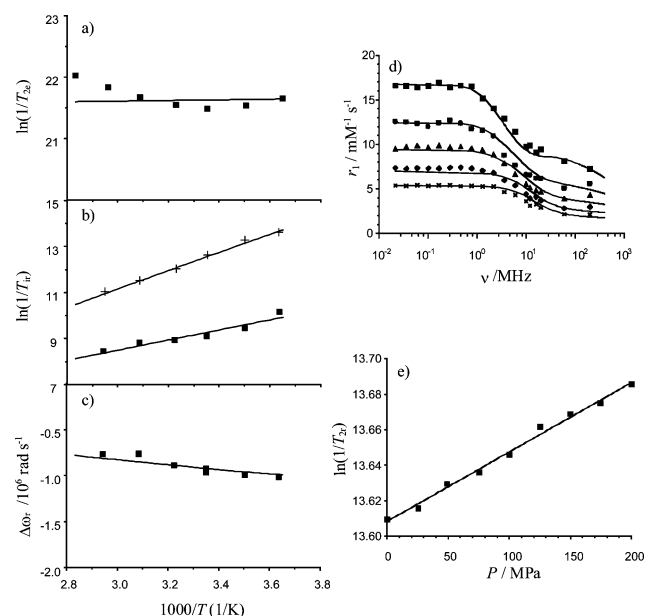 a)
23
22
21
ln(1/T2e)
15
b)
13
11
9
7
ln(1/Tir)
c)
-0.5
-1.0
-1.5
-2.0
Δωr /10⁶ rad s⁻¹
2.8 3.0 3.2 3.4 3.6 3.8
1000/T (1/K)
d)
20
15
10
5
0
r1 / mM⁻¹ s⁻¹
10⁻² 10⁻¹ 10⁰ 10¹ 10² 10³
ν /MHz
e)
13.70
13.68
13.66
13.64
13.62
13.60
ln(1/T2r)
0 50 100 150 200
P / MPa